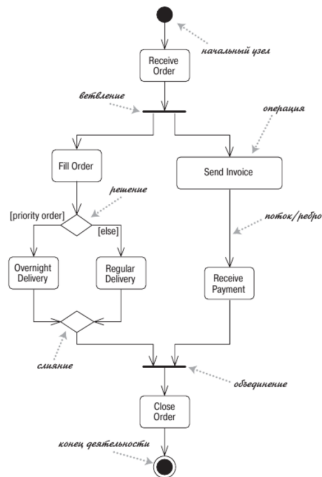 начальный узел
Receive
Order
ветвление
операция
Fill Order
Send Invoice
решение
[priority order]
[else]
поток/ребро
Overnight
Delivery
Regular
Delivery
Receive
Payment
слияние
объединение
Close
Order
конец деятельности